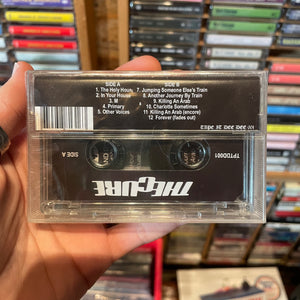 SIDE A
1. The Holy Hour
2. In Your House
3. M
4. Primary
5. Other Voices
SIDE B
7. Jumping Someone Else's Train
8. Another Journey By Train
9. Killing An Arab
10. Charlotte Sometimes
11. Killing An Arab (encore)
12 Forever (fades out)
SIDE A
THE CURE
TPTDD001